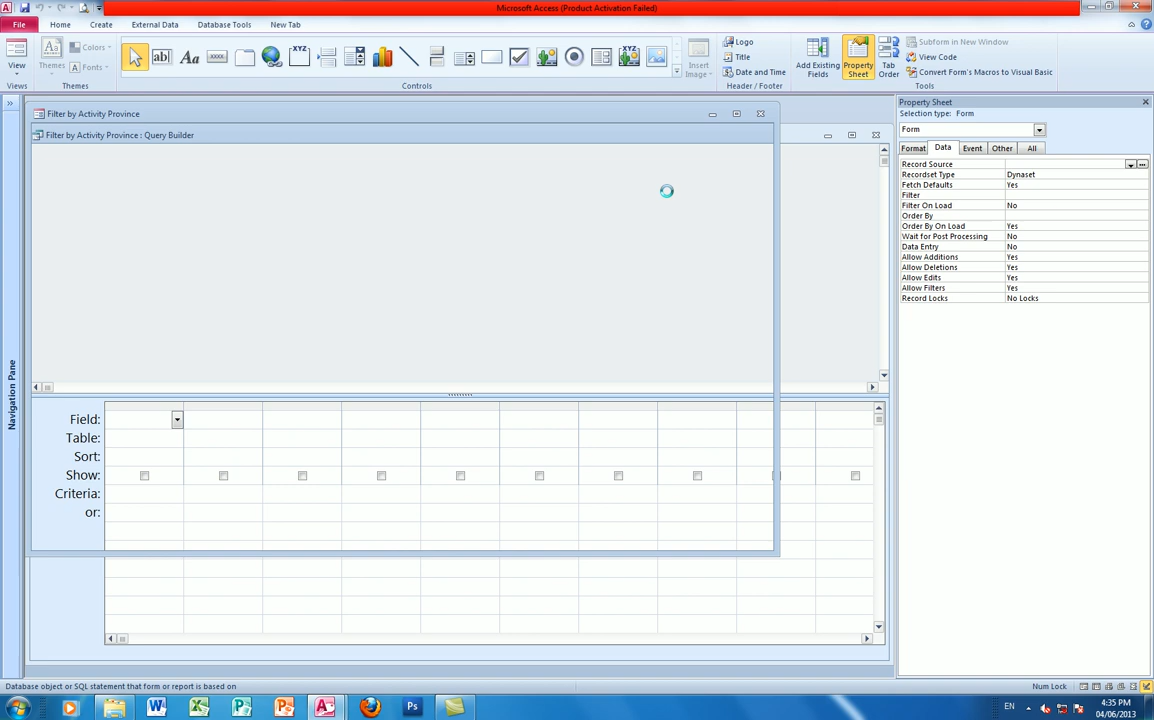 Microsoft Access (Product Activation Failed)
File Home Create External Data Database Tools New Tab
View
Views
Themes
Colors
Fonts
Themes
ab|
Aa
xxxx
XYZ
XYZ
Controls
Insert Image
Logo
Title
Date and Time
Header / Footer
Add Existing Fields
Property Sheet
Tab Order
Subform in New Window
View Code
Convert Form's Macros to Visual Basic
Tools
Navigation Pane
Filter by Activity Province
Filter by Activity Province : Query Builder
Field:
Table:
Sort:
Show:
Criteria:
or:
Property Sheet
Selection type: Form
Form
Format Data Event Other All
Record Source
Recordset Type Dynaset
Fetch Defaults Yes
Filter
Filter On Load No
Order By
Order By On Load Yes
Wait for Post Processing No
Data Entry No
Allow Additions Yes
Allow Deletions Yes
Allow Edits Yes
Allow Filters Yes
Record Locks No Locks
Database object or SQL statement that form or report is based on
Num Lock
EN
4:35 PM
04/06/2013